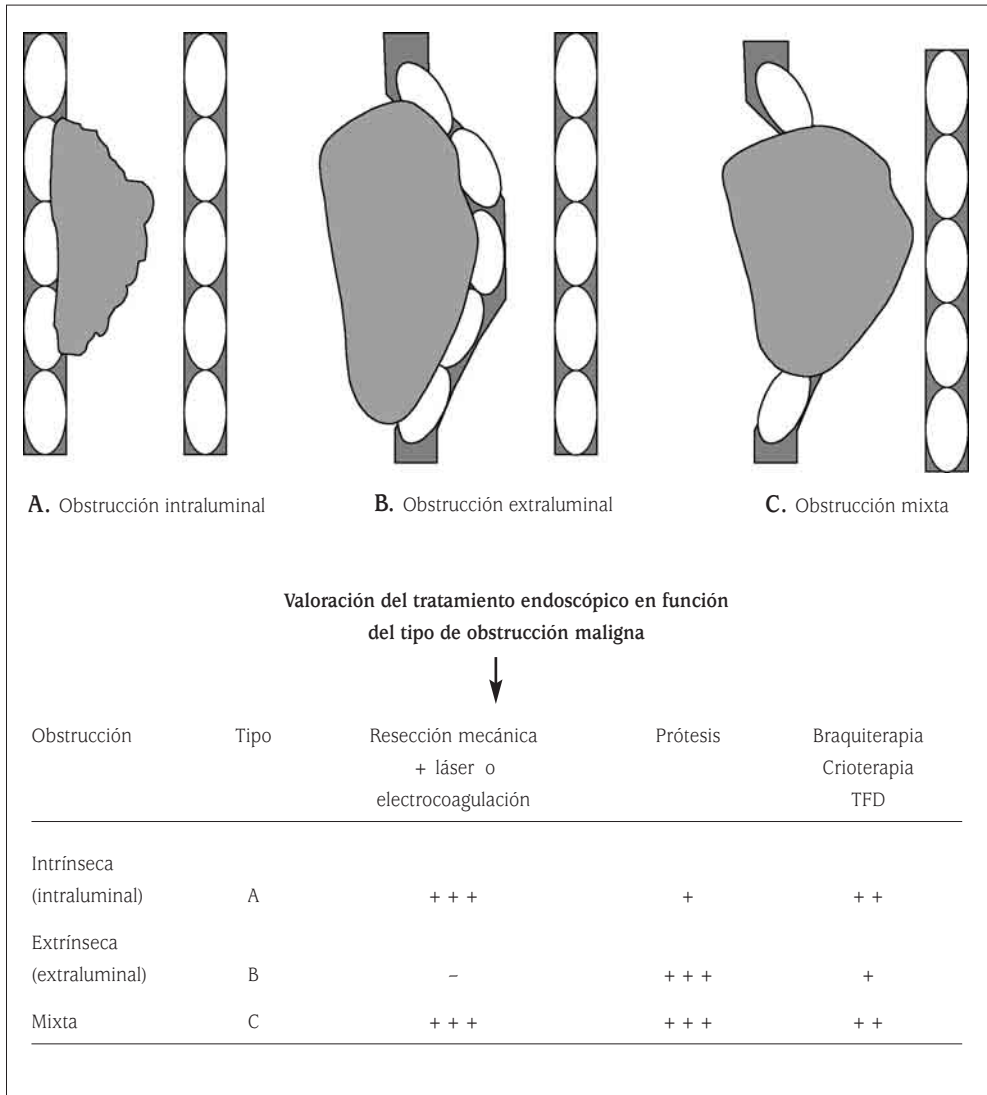 A. Obstrucción intraluminal
B. Obstrucción extraluminal
C. Obstrucción mixta
Valoración del tratamiento endoscópico en función
del tipo de obstrucción maligna
Obstrucción Tipo Resección mecánica Prótesis Braquiterapia
+ láser o Crioterapia
electrocoagulación TFD
Intrínseca
(intraluminal) A + + + + + +
Extrínseca
(extraluminal) B – + + + +
Mixta C + + + + + + + +